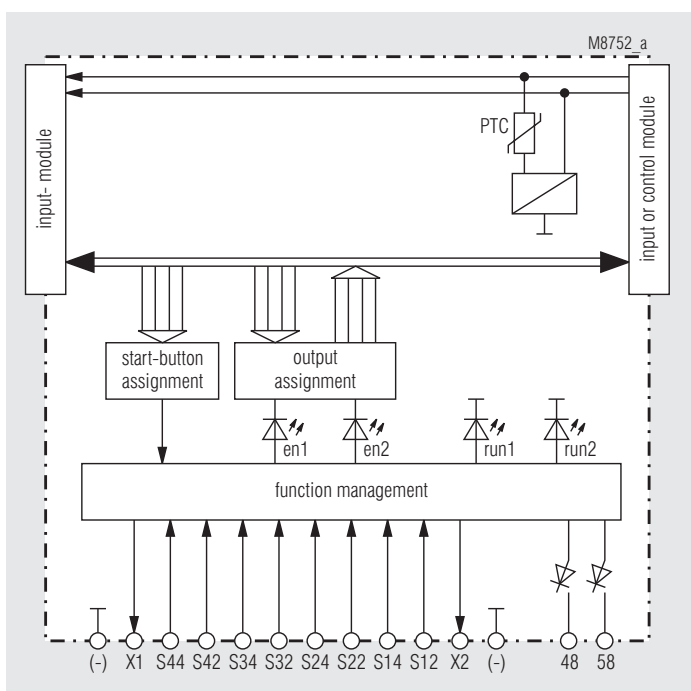 M8752_a
input- module
PTC
input or control module
start-button
assignment
output
assignment
en1
en2
run1
run2
function management
(-) X1 S44 S42 S34 S32 S24 S22 S14 S12 X2 (-) 48 58